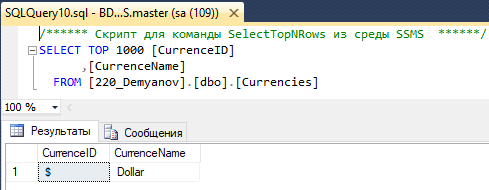 SQLQuery10.sql - BD...S.master (sa (109))
/****** Скрипт для команды SelectTopNRows из среды SSMS ******/
SELECT TOP 1000 [CurrenceID]
,[CurrenceName]
FROM [220_Demyanov].[dbo].[Currencies]
100 %
Результаты Сообщения
CurrenceID CurrenceName
1 $ Dollar